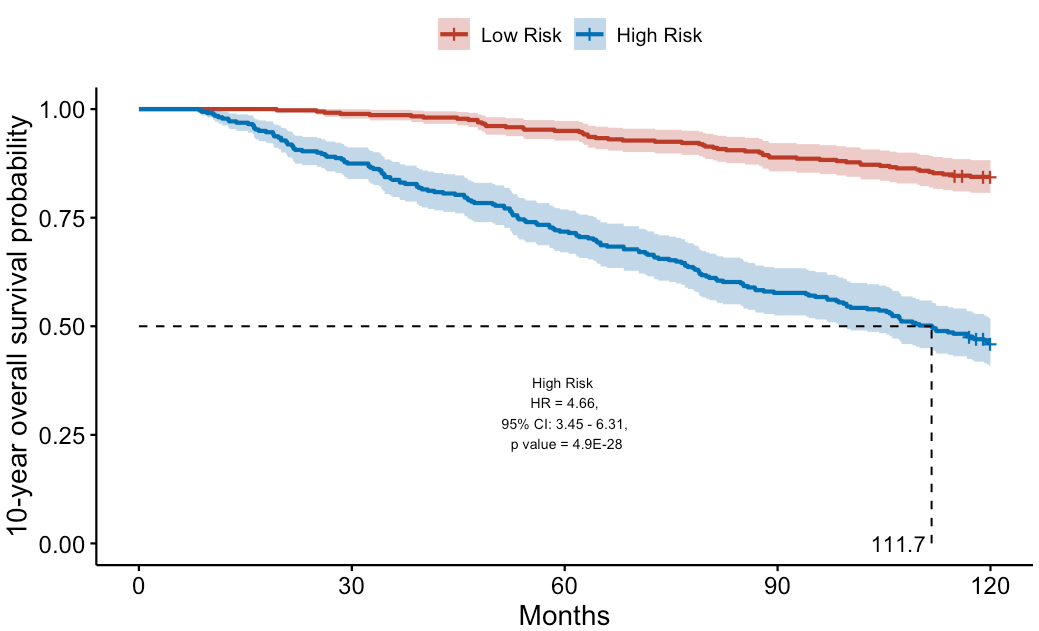 Low Risk High Risk
10-year overall survival probability
1.00
0.75
0.50
0.25
0.00
High Risk
HR = 4.66,
95% CI: 3.45 - 6.31,
p value = 4.9E-28
111.7
0 30 60 90 120
Months